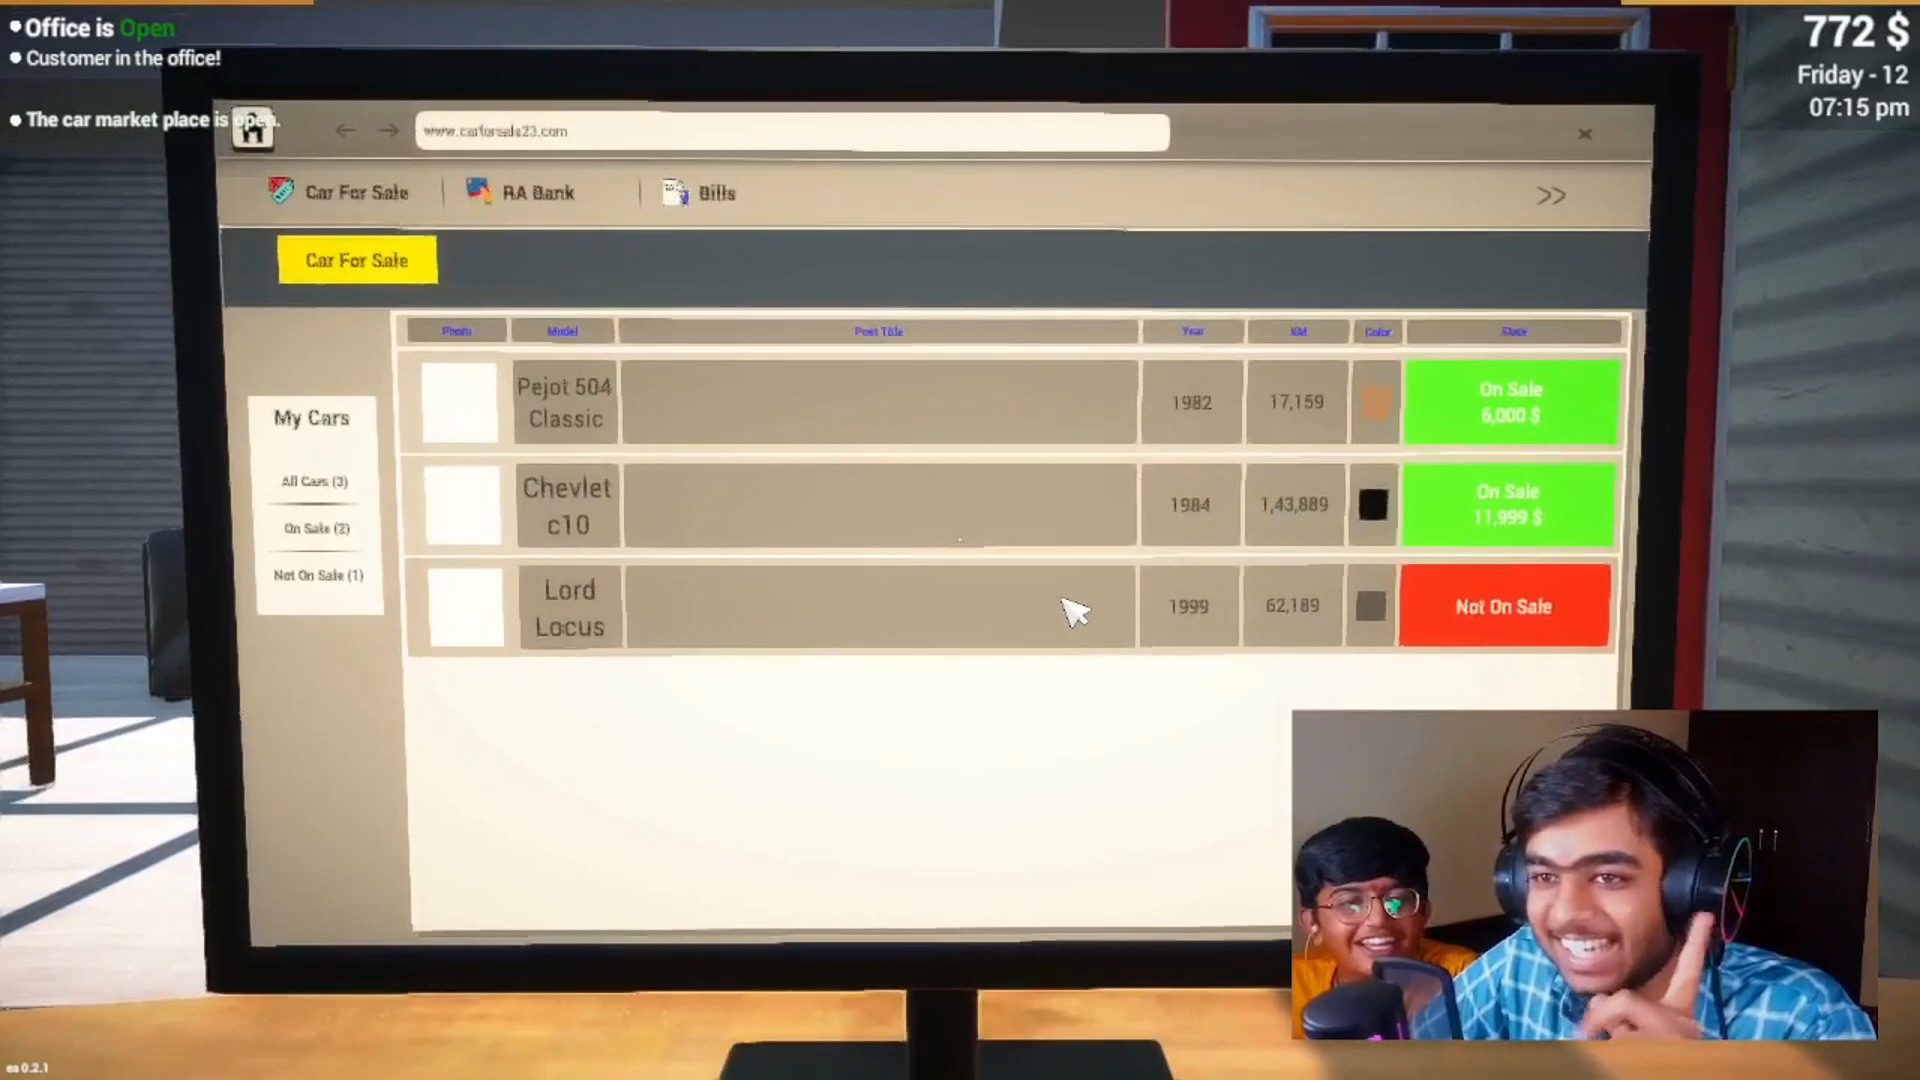 Office is Open
Customer in the office!
The car market place is open.
772 $
Friday - 12
07:15 pm
www.carforsale23.com
Car For Sale
RA Bank
Bills
>>
Car For Sale
Photo
Model
Post Title
Year
KM
Color
State
My Cars
All Cars (3)
On Sale (2)
Not On Sale (1)
Pejot 504
Classic
1982
17,159
On Sale
6,000 $
Chevlet
c10
1984
1,43,889
On Sale
11,999 $
Lord
Locus
1999
62,189
Not On Sale
ea 0.2.1